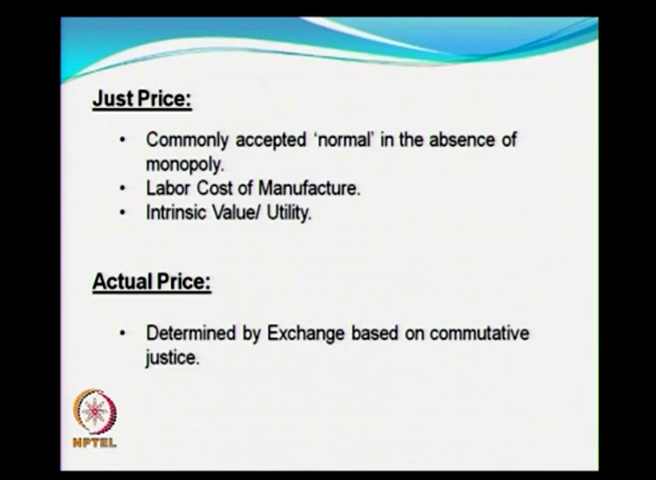 Just Price:
• Commonly accepted 'normal' in the absence of
monopoly.
• Labor Cost of Manufacture.
• Intrinsic Value/ Utility.
Actual Price:
• Determined by Exchange based on commutative
justice.
NPTEL